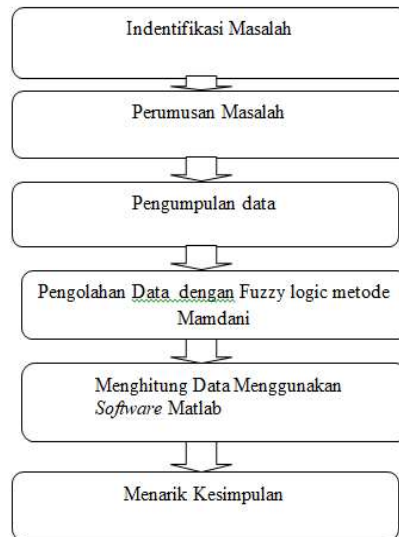 Indentifikasi Masalah
Perumusan Masalah
Pengumpulan data
Pengolahan Data dengan Fuzzy logic metode
Mamdani
Menghitung Data Menggunakan
Software Matlab
Menarik Kesimpulan